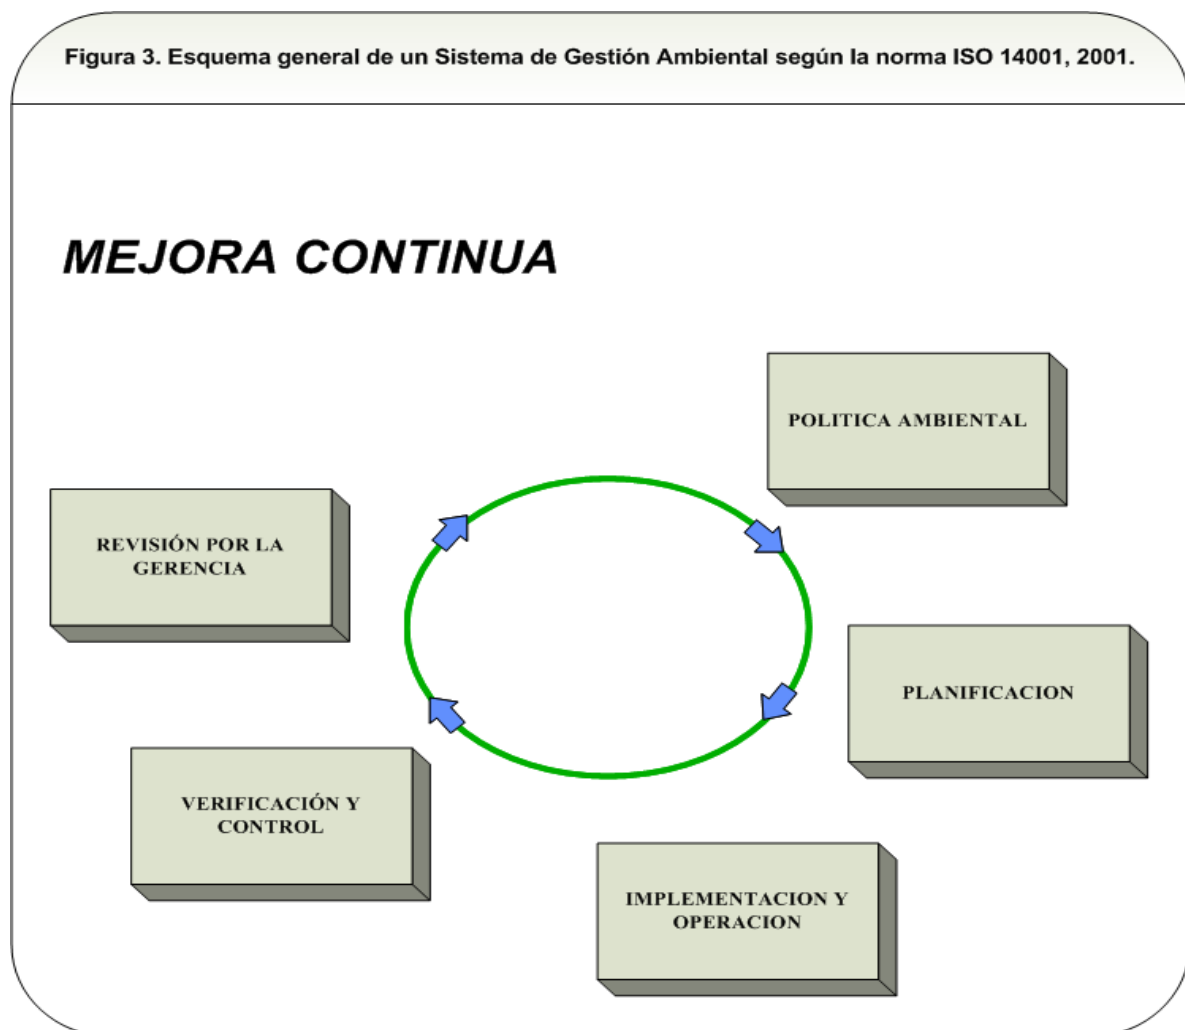 Figura 3. Esquema general de un Sistema de Gestión Ambiental según la norma ISO 14001, 2001.
MEJORA CONTINUA
POLITICA AMBIENTAL
REVISIÓN POR LA
GERENCIA
PLANIFICACION
VERIFICACIÓN Y
CONTROL
IMPLEMENTACION Y
OPERACION